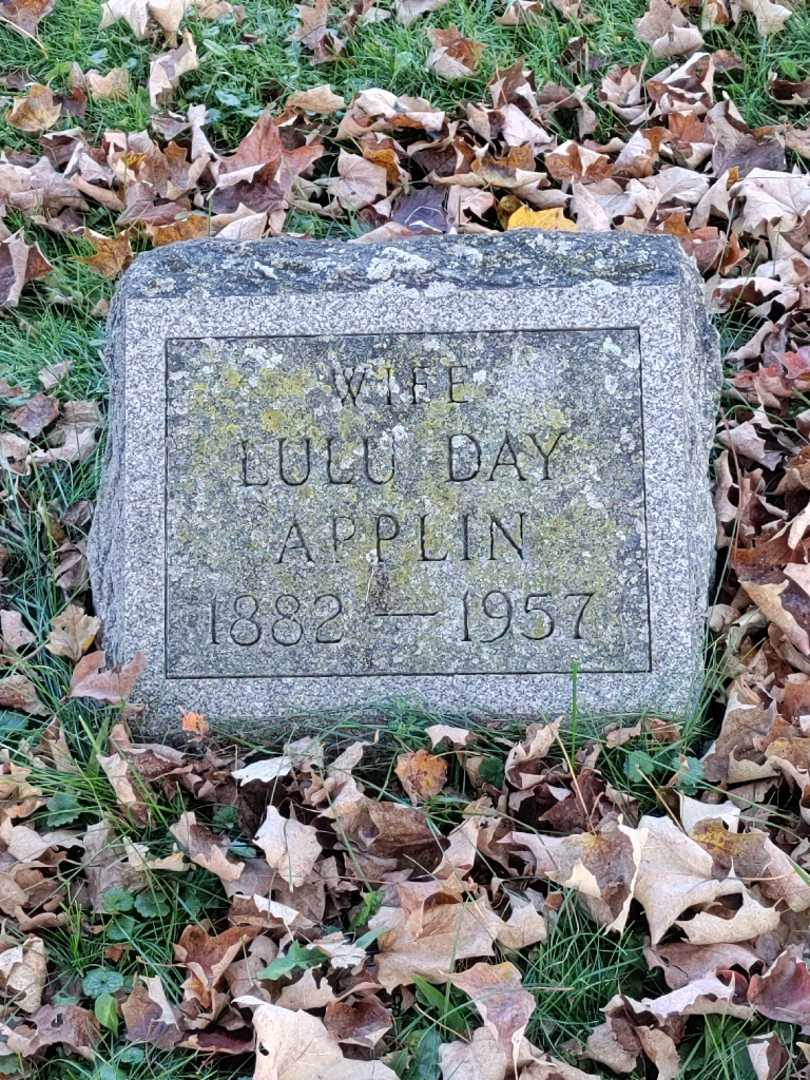 WIFE
LULU DAY
APPLIN
1882 — 1957